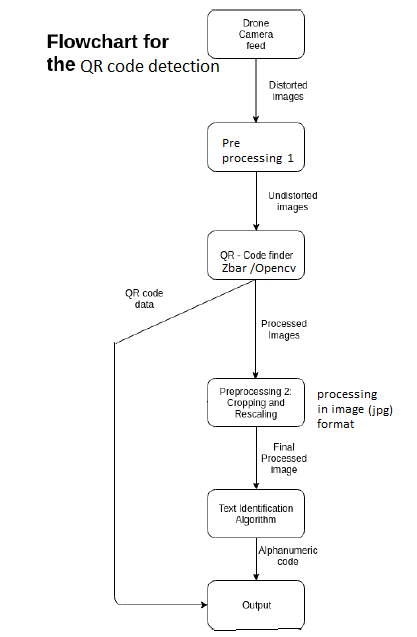 Flowchart for
the QR code detection
Drone
Camera
feed
Distorted
images
Pre
processing 1
Undistorted
images
QR - Code finder
Zbar /Opencv
QR code
data
Processed
Images
Preprocessing 2:
Cropping and
Rescaling
processing
in image (jpg)
format
Final
Processed
image
Text Identification
Algorithm
Alphanumeric
code
Output